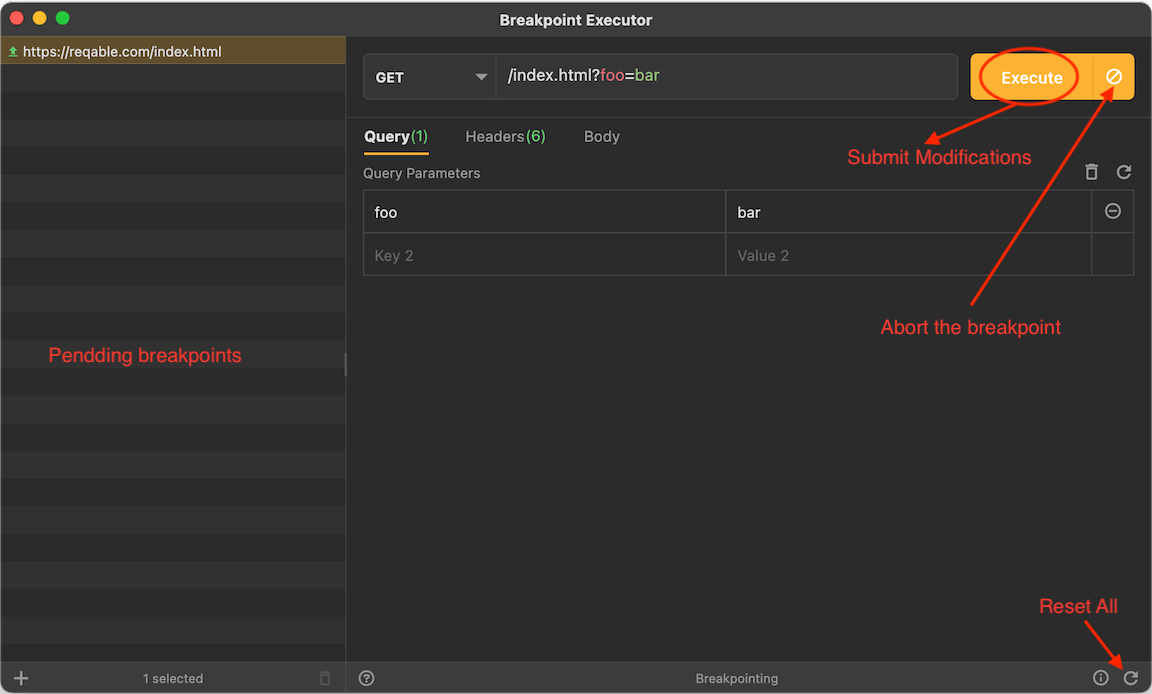 Breakpoint Executor
https://reqable.com/index.html
GET
/index.html?foo=bar
Execute
Query(1)
Headers(6)
Body
Submit Modifications
Query Parameters
foo
bar
Key 2
Value 2
Abort the breakpoint
Pendding breakpoints
Reset All
1 selected
Breakpointing